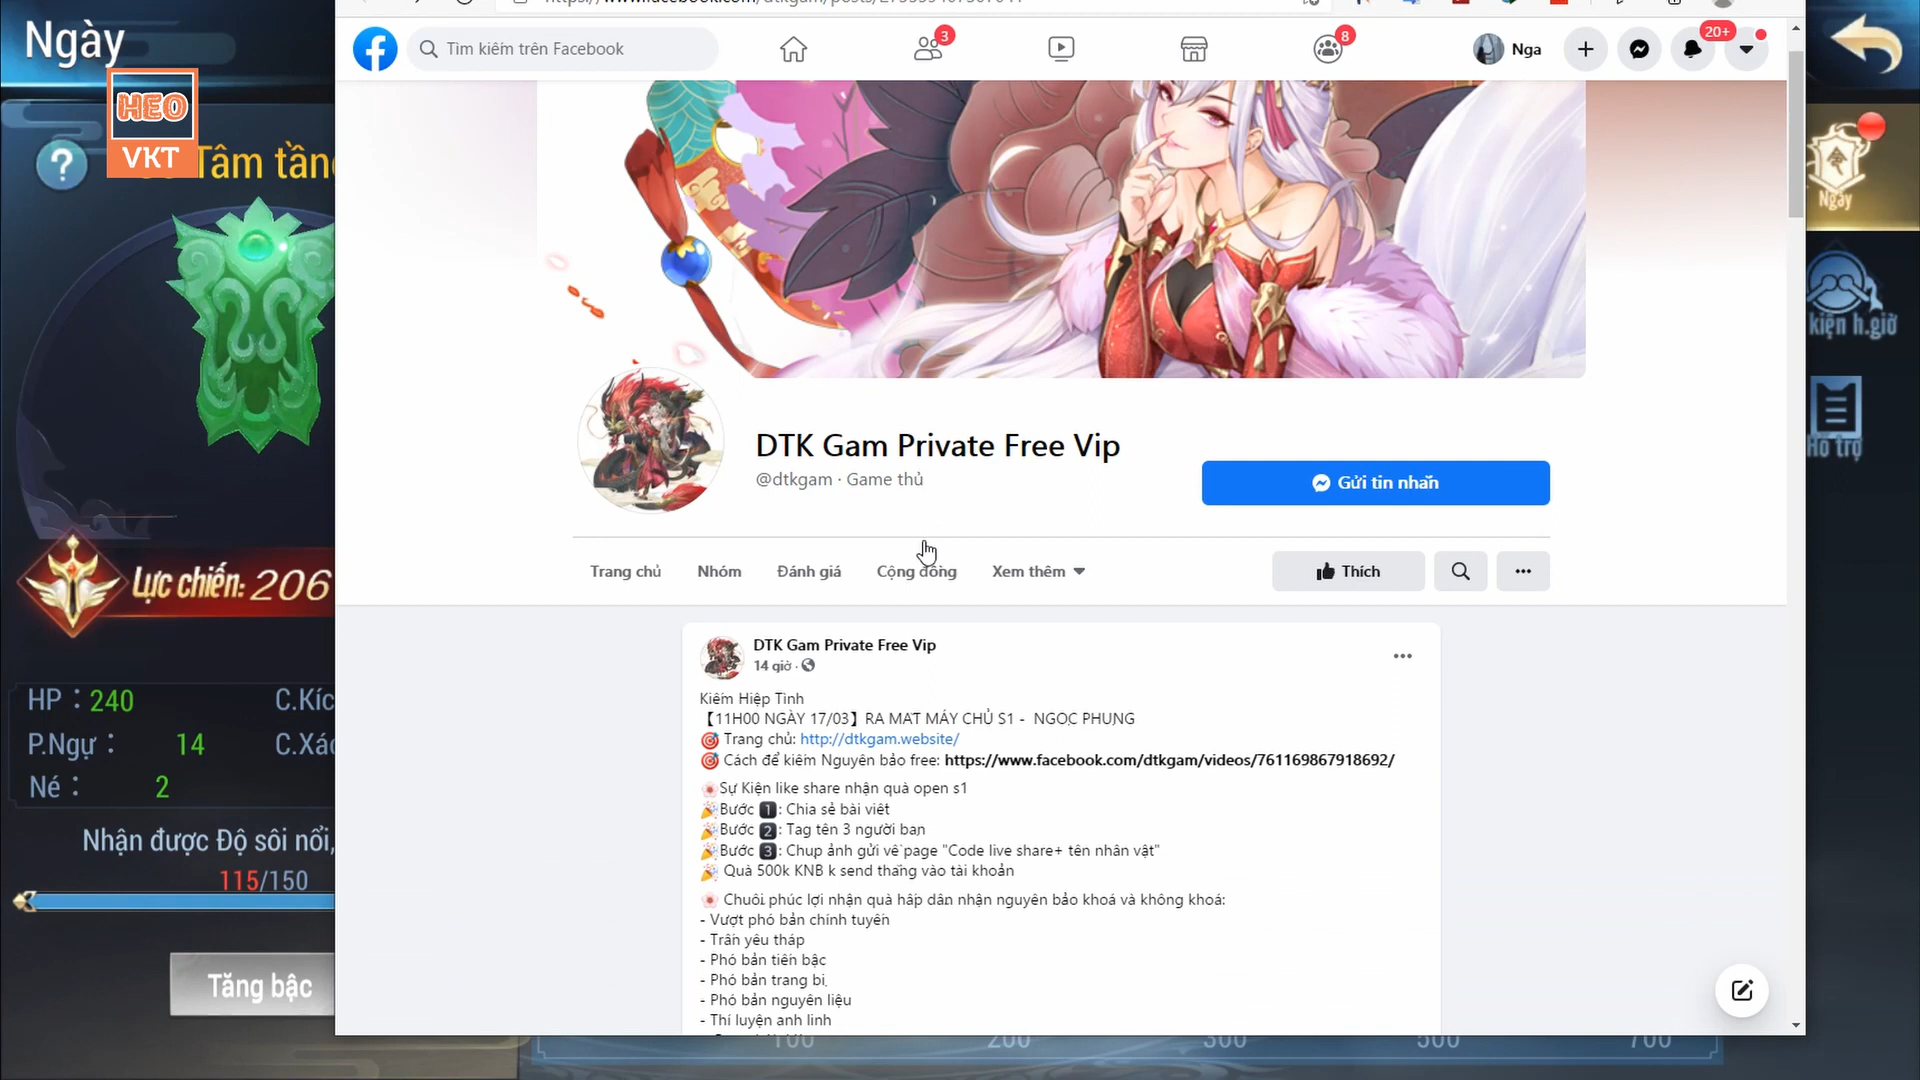 Ngày
HEO
VKT
Tâm tần
?
Lực chiến: 206
HP : 240
C.Kíc
P.Ngự : 14
C.Xác
Né : 2
Nhận được Độ sôi nổi,
115/150
Tăng bậc
Tìm kiếm trên Facebook
3
8
Nga
20+
DTK Gam Private Free Vip
@dtkgam · Game thủ
Gửi tin nhắn
Trang chủ
Nhóm
Đánh giá
Cộng đồng
Xem thêm
Thích
DTK Gam Private Free Vip
14 giờ ·
Kiếm Hiệp Tình
【11H00 NGÀY 17/03】RA MẮT MÁY CHỦ S1 - NGỌC PHỤNG
Trang chủ: http://dtkgam.website/
Cách để kiếm Nguyên bảo free: https://www.facebook.com/dtkgam/videos/761169867918692/
Sự Kiện like share nhận quà open s1
Bước 1: Chia sẻ bài viết
Bước 2: Tag tên 3 người bạn
Bước 3: Chụp ảnh gửi về page "Code live share+ tên nhân vật"
Quà 500k KNB k send thẳng vào tài khoản
Chuỗi phúc lợi nhận quà hấp dẫn nhận nguyên bảo khoá và không khoá:
- Vượt phó bản chính tuyến
- Trấn yêu tháp
- Phó bản tiến bậc
- Phó bản trang bị
- Phó bản nguyên liệu
- Thí luyện anh linh
Ngày
kiện h.giờ
Hỗ trợ
100
200
300
500
700